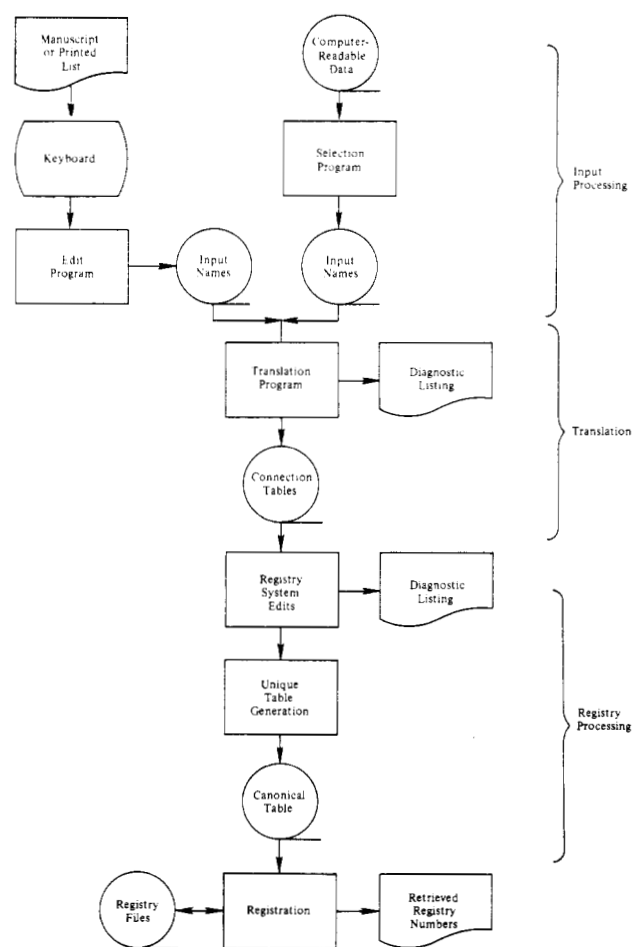 Manuscript
or Printed
List
Computer-
Readable
Data
Keyboard
Selection
Program
Input
Processing
Edit
Program
Input
Names
Input
Names
Translation
Program
Diagnostic
Listing
Translation
Connection
Tables
Registry
System
Edits
Diagnostic
Listing
Unique
Table
Generation
Registry
Processing
Canonical
Table
Registry
Files
Registration
Retrieved
Registry
Numbers